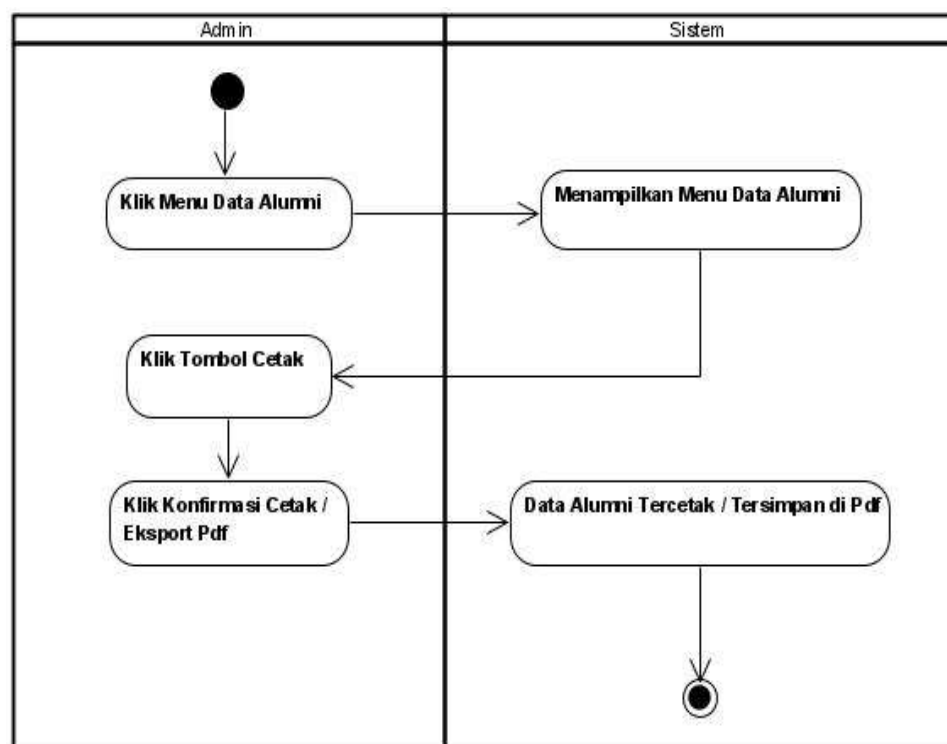 Admin
Sistem
Klik Menu Data Alumni
Menampilkan Menu Data Alumni
Klik Tombol Cetak
Klik Konfirmasi Cetak /
Eksport Pdf
Data Alumni Tercetak / Tersimpan di Pdf